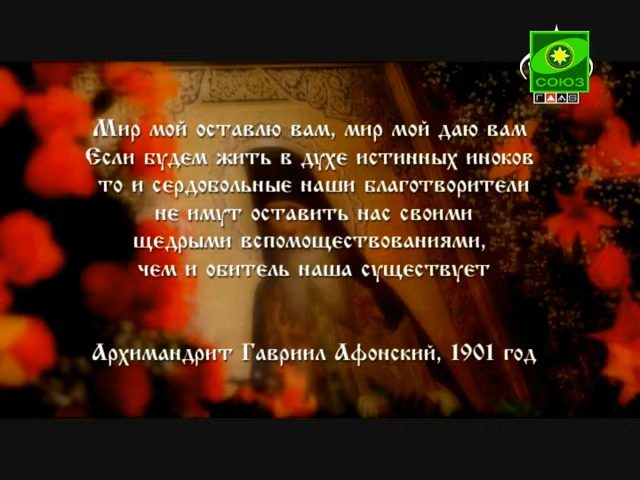 СОЮЗ
ГЛАЗ
Мир мой оставлю вам, мир мой даю вам
Если будем жить в духе истинных иноков
то и сердобольные наши благотворители
не имут оставить нас своими
щедрыми вспомоществованиями,
чем и обитель наша существует
Архимандрит Гавриил Афонский, 1901 год